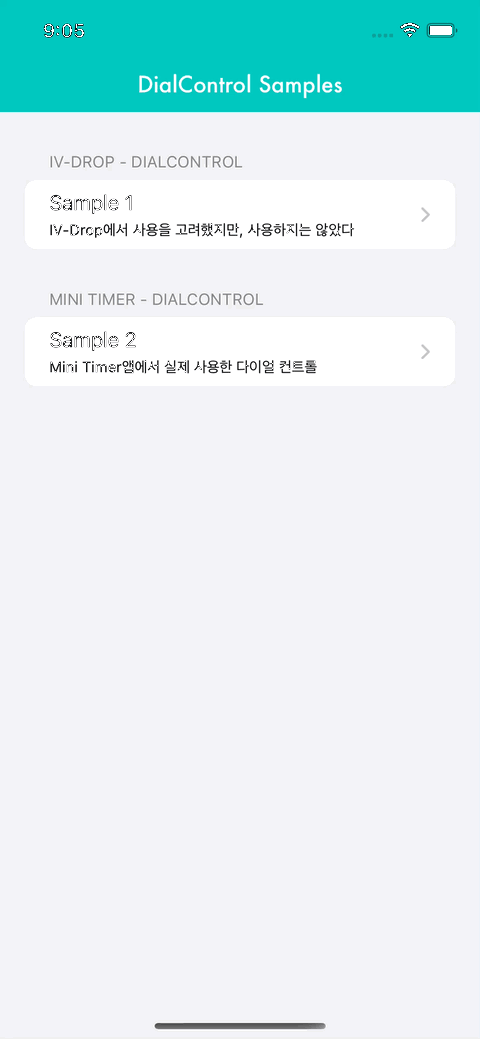 9:05
DialControl Samples
IV-DROP - DIALCONTROL
Sample 1
IV-Drop에서 사용을 고려했지만, 사용하지는 않았다
MINI TIMER - DIALCONTROL
Sample 2
Mini Timer앱에서 실제 사용한 다이얼 컨트롤